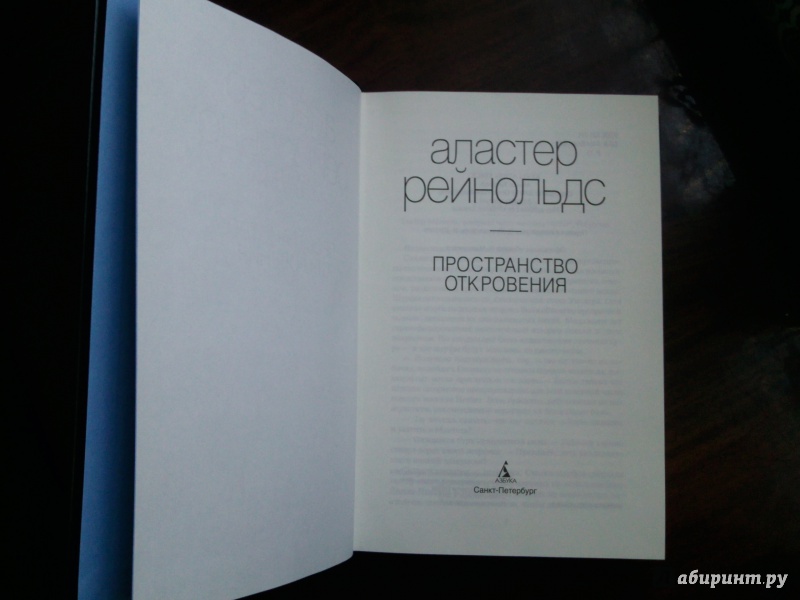 аластер
рейнольдс
ПРОСТРАНСТВО
ОТКРОВЕНИЯ
АЗБУКА
Санкт-Петербург
абиринт.ру